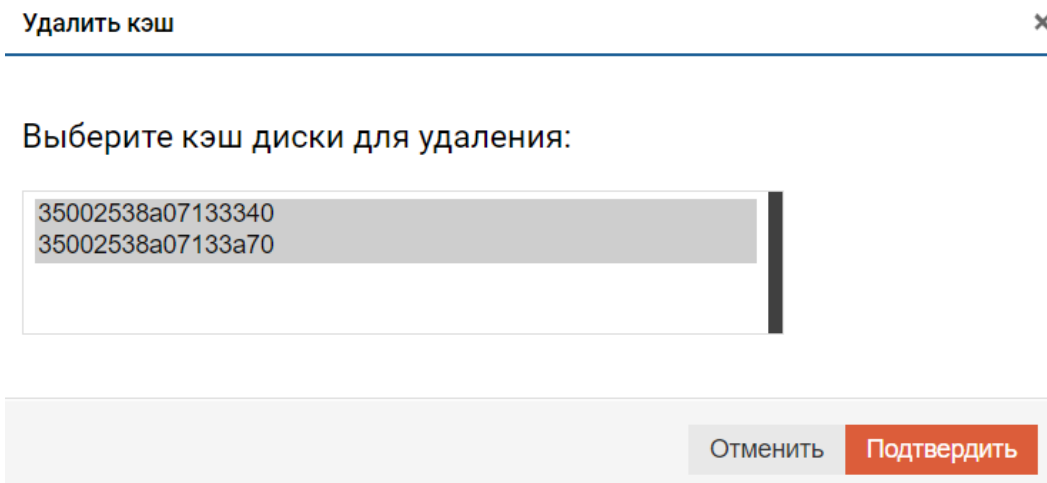 Удалить кэш
Выберите кэш диски для удаления:
35002538a07133340
35002538a07133a70
Отменить
Подтвердить